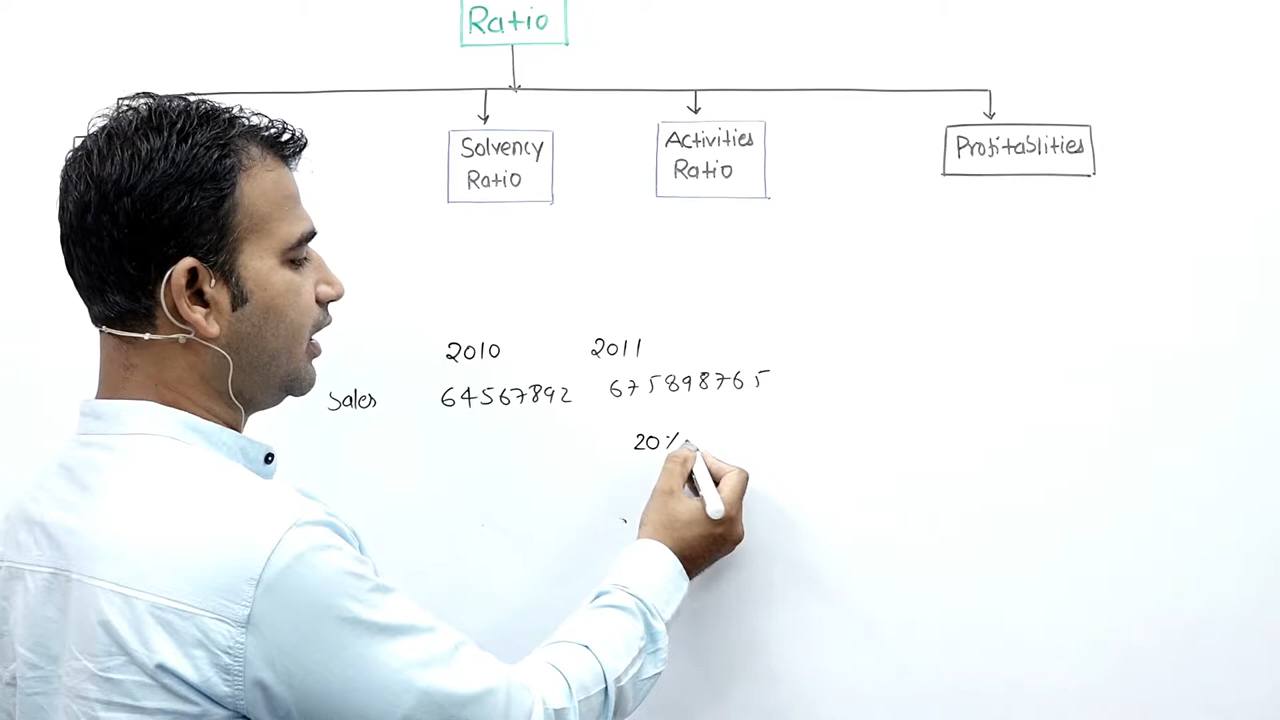 Ratio
Solvency
Ratio
Activities
Ratio
Profitablities
2010 2011
Sales 64567892 675898765
20%